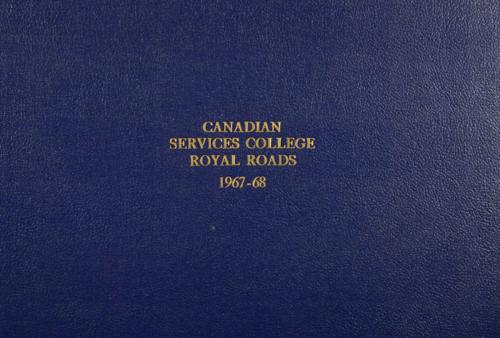 CANADIAN
SERVICES COLLEGE
ROYAL ROADS
1967-68